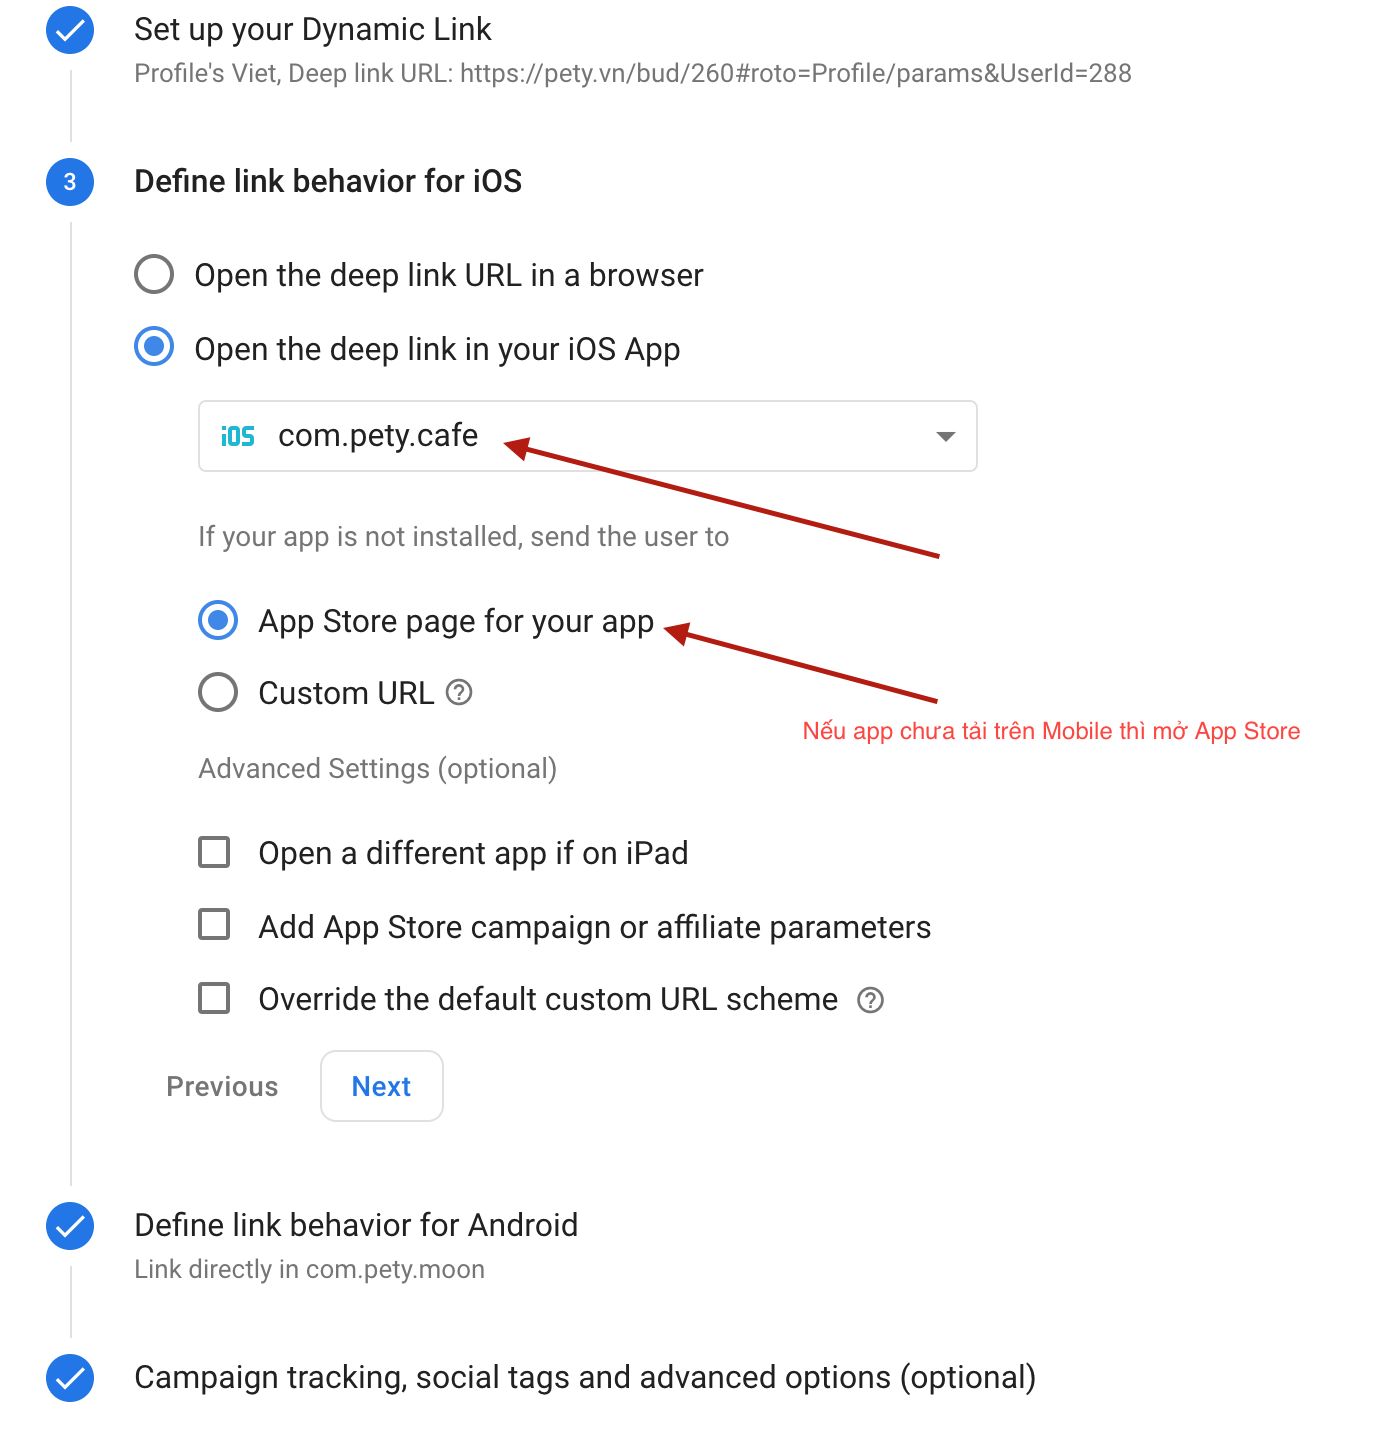 Set up your Dynamic Link
Profile's Viet, Deep link URL: https://pety.vn/bud/260#roto=Profile/params&UserId=288
3
Define link behavior for iOS
Open the deep link URL in a browser
Open the deep link in your iOS App
iOS com.pety.cafe
If your app is not installed, send the user to
App Store page for your app
Custom URL ?
Nếu app chưa tải trên Mobile thì mở App Store
Advanced Settings (optional)
Open a different app if on iPad
Add App Store campaign or affiliate parameters
Override the default custom URL scheme ?
Previous Next
Define link behavior for Android
Link directly in com.pety.moon
Campaign tracking, social tags and advanced options (optional)